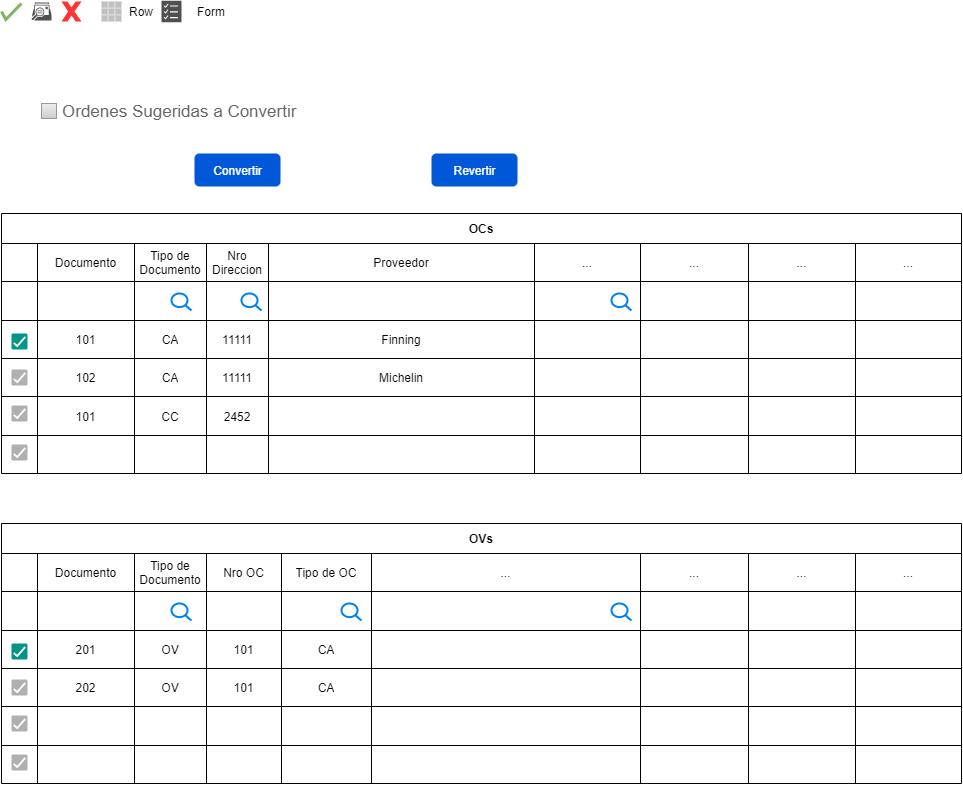 Row Form
Ordenes Sugeridas a Convertir
Convertir Revertir
OCs
Documento Tipo de Documento Nro Direccion Proveedor ... ... ... ...
101 CA 11111 Finning
102 CA 11111 Michelin
101 CC 2452
OVs
Documento Tipo de Documento Nro OC Tipo de OC ... ... ... ...
201 OV 101 CA
202 OV 101 CA